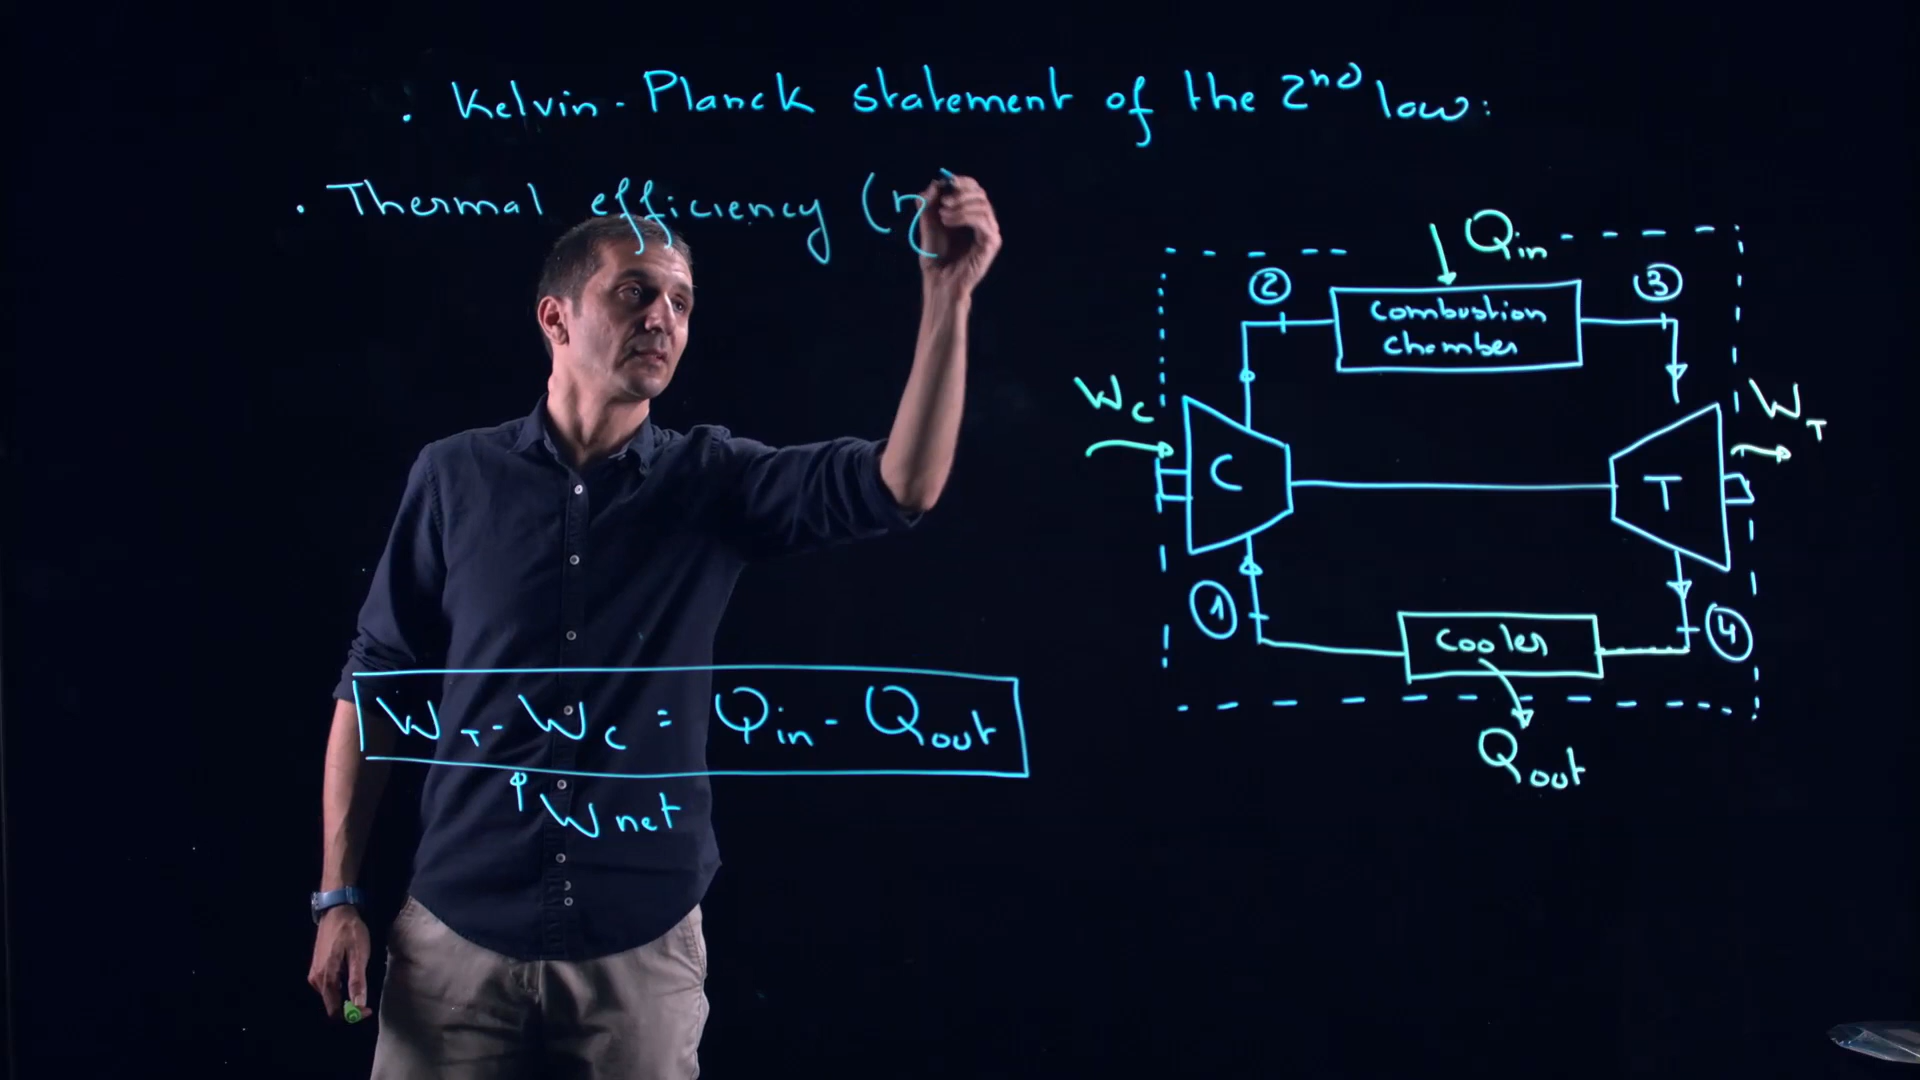 . Kelvin - Planck statement of the 2nd law:
. Thermal efficiency (η)
Qin
2
3
combustion
chamber
Wc
WT
C
T
1
4
cooler
WT - Wc = Qin - Qout
Qout
Wnet